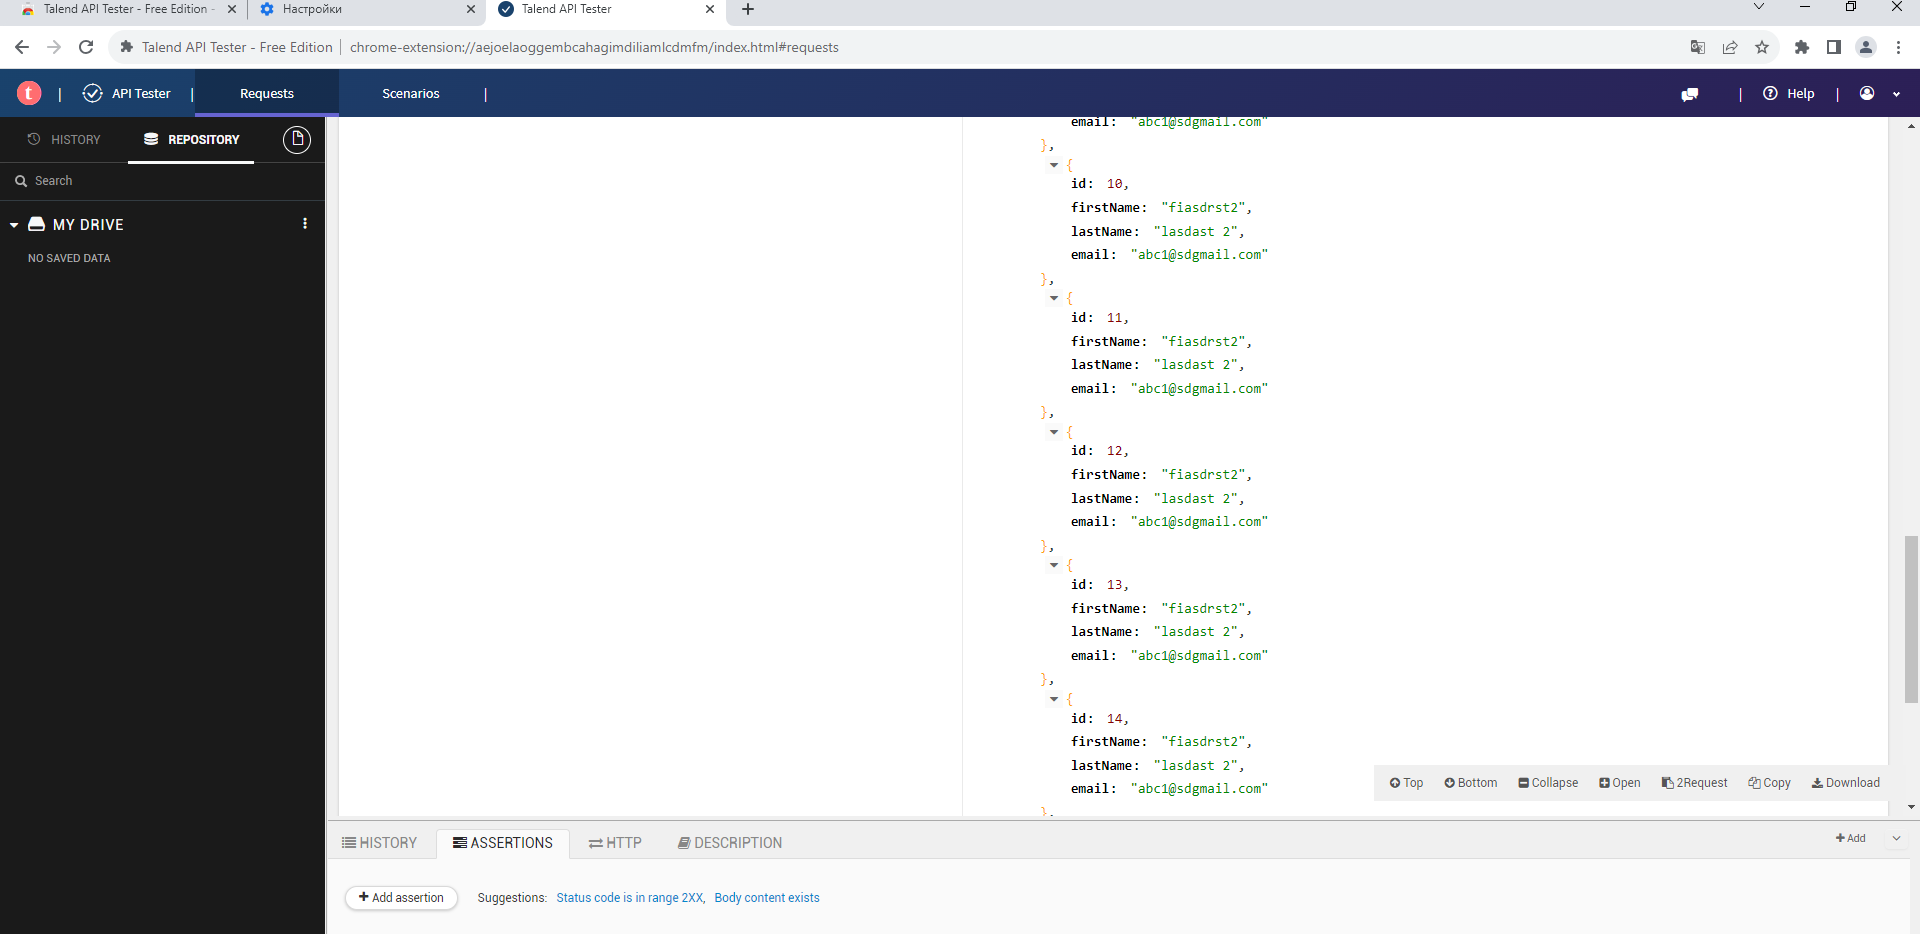 Talend API Tester - Free Edition -
Настройки
Talend API Tester
Talend API Tester - Free Edition
chrome-extension://aejoelaoggembcahagimdiliamlcdmfm/index.html#requests
t | API Tester |
Requests
Scenarios |
| Help |
HISTORY
REPOSITORY
Search
MY DRIVE
NO SAVED DATA
email: "abc1@sdgmail.com"
},
{
id: 10,
firstName: "fiasdrst2",
lastName: "lasdast 2",
email: "abc1@sdgmail.com"
},
{
id: 11,
firstName: "fiasdrst2",
lastName: "lasdast 2",
email: "abc1@sdgmail.com"
},
{
id: 12,
firstName: "fiasdrst2",
lastName: "lasdast 2",
email: "abc1@sdgmail.com"
},
{
id: 13,
firstName: "fiasdrst2",
lastName: "lasdast 2",
email: "abc1@sdgmail.com"
},
{
id: 14,
firstName: "fiasdrst2",
lastName: "lasdast 2",
email: "abc1@sdgmail.com"
},
Top Bottom Collapse Open 2Request Copy Download
HISTORY ASSERTIONS HTTP DESCRIPTION
Add
Add assertion Suggestions: Status code is in range 2XX, Body content exists